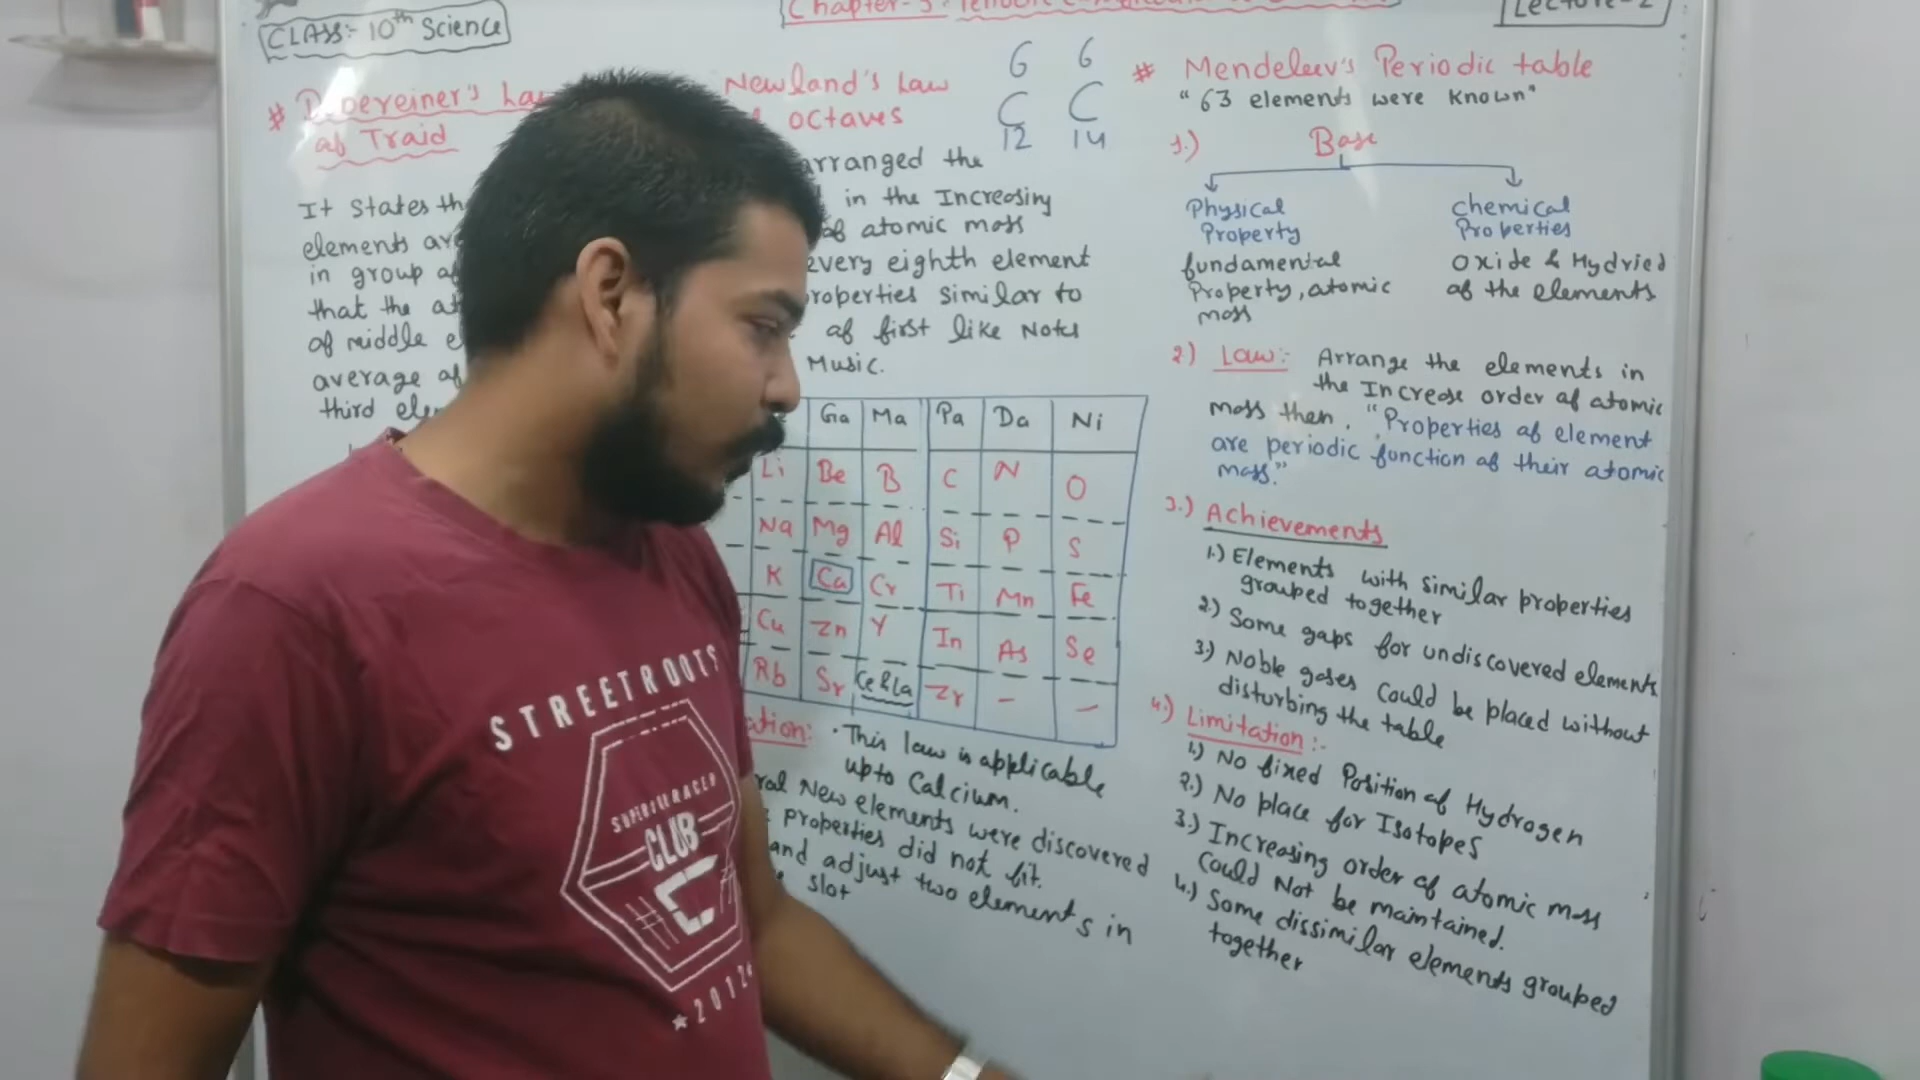 CLASS:- 10th Science
Chapter-5:
Lecture-2
# Dobereiner's Law
of Traid
It States
elements are
in group of
that the
of middle
average of
third
Newland's Law
octaves
arranged the
in the Increasing
of atomic mass
every eighth element
properties similar to
of first like Notes
Music.
Ga Ma Pa Da Ni
Li Be B C N O
Na Mg Al Si P S
K Ca Cr Ti Mn Fe
Cu Zn Y In As Se
Rb Sr Ce & La Zr – –
This law is applicable
upto Calcium.
New elements were discovered
properties did not fit.
and adjust two elements in
slot
6 6
C C
12 14
# Mendeleev's Periodic table
"63 elements were known"
1.) Base
Physical
Property
fundamental
Property, atomic
mass
Chemical
Properties
Oxide & Hydried
of the elements
2) Law:- Arrange the elements in
the Increase order of atomic
mass then. "Properties of element
are periodic function of their atomic
mass."
3.) Achievements
1.) Elements with similar properties
grouped together
2.) Some gaps for undiscovered elements
3.) Noble gases could be placed without
disturbing the table
4.) Limitation:-
1.) No fixed Position of Hydrogen
2.) No place for Isotopes
3.) Increasing order of atomic mass
Could Not be maintained.
4.) Some dissimilar elements grouped
together
STREETROOTS
CLUB
★2012